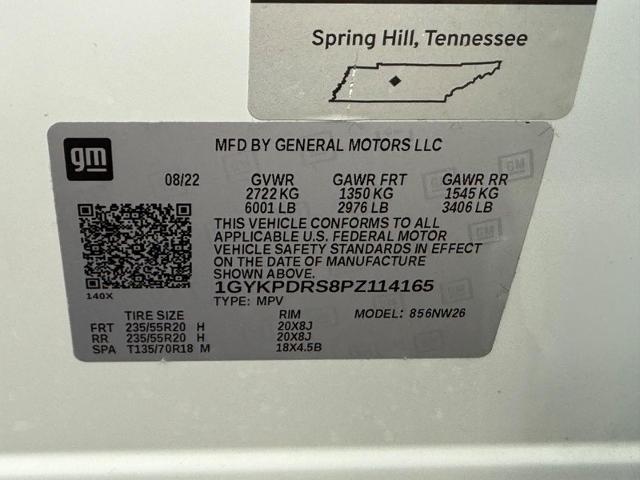 Spring Hill, Tennessee
gm
MFD BY GENERAL MOTORS LLC
08/22 GVWR GAWR FRT GAWR RR
2722 KG 1350 KG 1545 KG
6001 LB 2976 LB 3406 LB
THIS VEHICLE CONFORMS TO ALL
APPLICABLE U.S. FEDERAL MOTOR
VEHICLE SAFETY STANDARDS IN EFFECT
ON THE DATE OF MANUFACTURE
SHOWN ABOVE.
140X
1GYKPDRS8PZ114165
TYPE: MPV
TIRE SIZE RIM MODEL: 856NW26
FRT 235/55R20 H 20X8J
RR 235/55R20 H 20X8J
SPA T135/70R18 M 18X4.5B